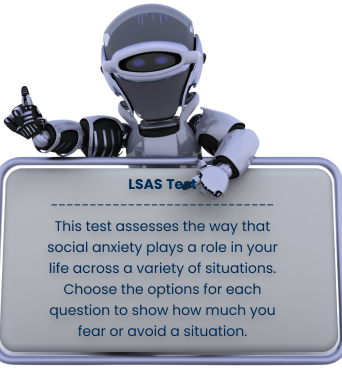 LSAS Test
-----------------------------
This test assesses the way that
social anxiety plays a role in your
life across a variety of situations.
Choose the options for each
question to show how much you
fear or avoid a situation.